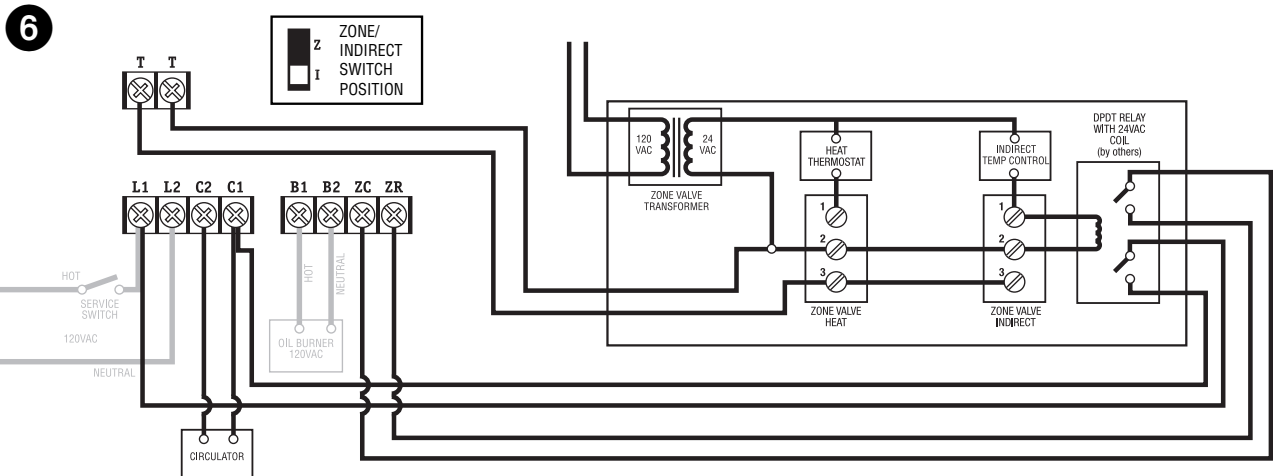 6
Z
I
ZONE/
INDIRECT
SWITCH
POSITION
T T
L1 L2 C2 C1
B1 B2 ZC ZR
HOT
SERVICE
SWITCH
120VAC
NEUTRAL
HOT
NEUTRAL
OIL BURNER
120VAC
CIRCULATOR
120
VAC
24
VAC
ZONE VALVE
TRANSFORMER
HEAT
THERMOSTAT
INDIRECT
TEMP CONTROL
DPDT RELAY
WITH 24VAC
COIL
(by others)
1
2
3
ZONE VALVE
HEAT
1
2
3
ZONE VALVE
INDIRECT